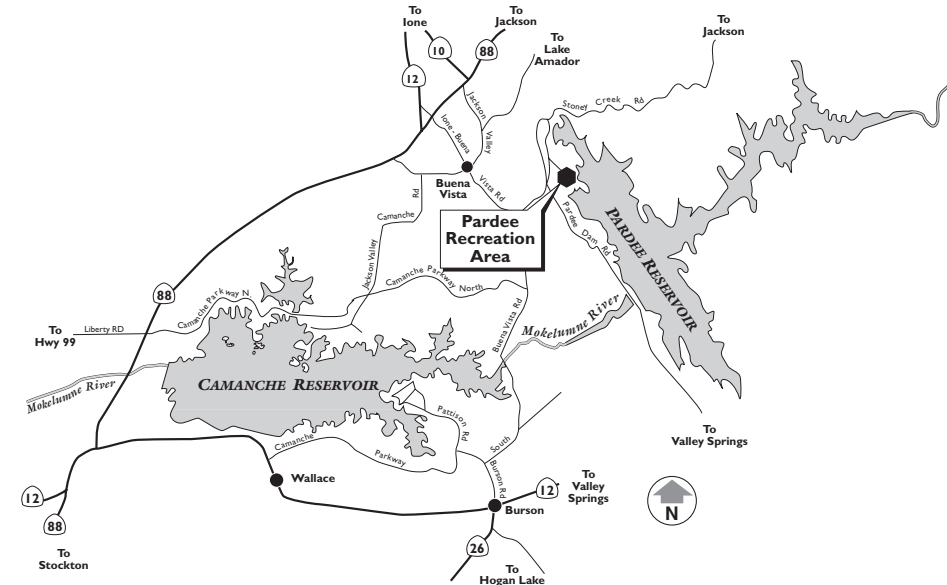 To
Ione
10
To
Jackson
88
12
To
Lake
Amador
To
Jackson
Stoney Creek Rd
Jackson
Valley
Ione - Buena
Vista Rd
Buena
Vista
Rd
Camanche
Jackson Valley
Pardee
Recreation
Area
Pardee Dam Rd
PARDEE RESERVOIR
88
Camanche Parkway N
Camanche Parkway North
Buena Vista Rd
Mokelumne River
To
Hwy 99
Liberty RD
Mokelumne River
CAMANCHE RESERVOIR
Pattison
Rd
Camanche
Parkway
South
Burson Rd
To
Valley Springs
Wallace
12
88
To
Stockton
Burson
12
To
Valley
Springs
26
To
Hogan Lake
N